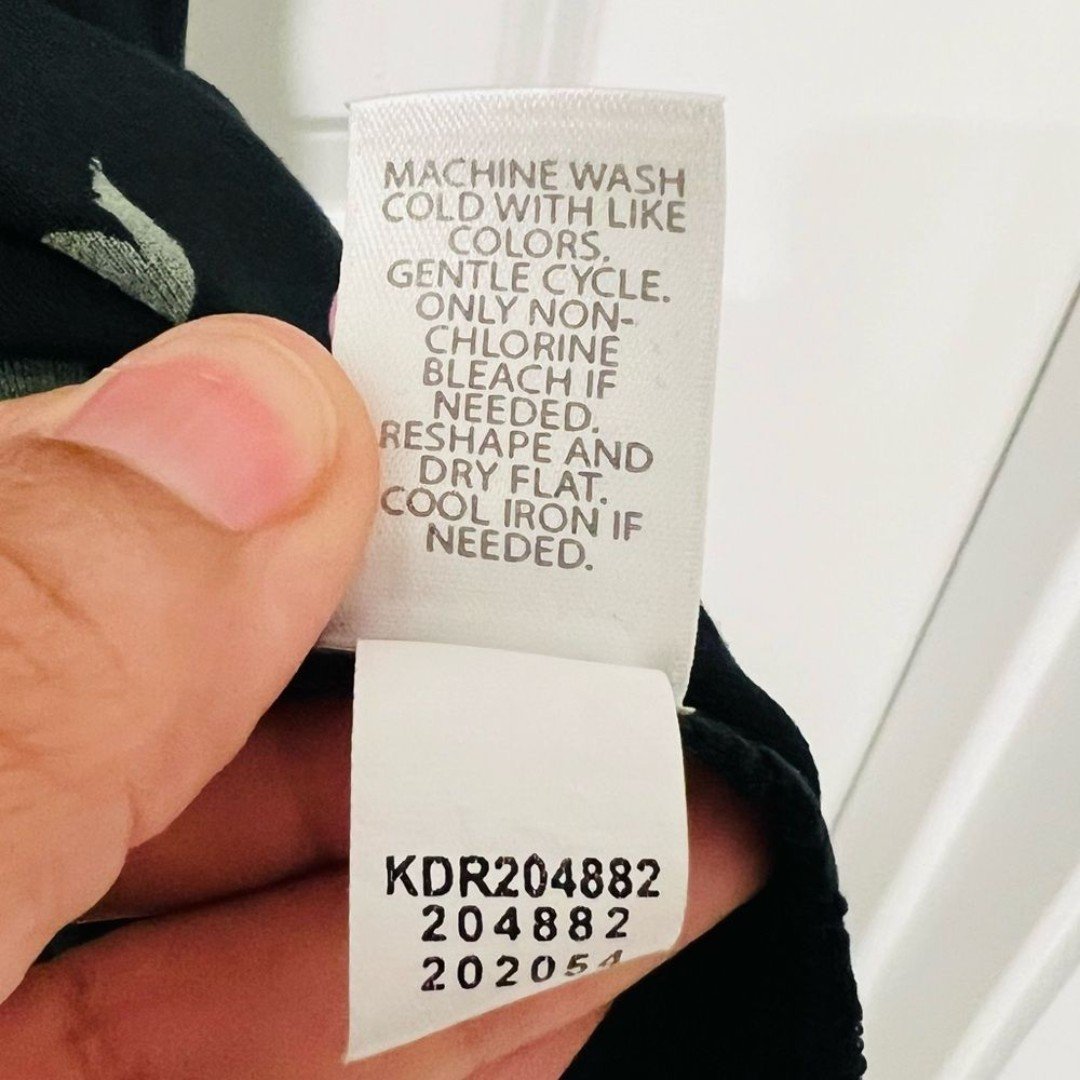 MACHINE WASH
COLD WITH LIKE
COLORS.
GENTLE CYCLE.
ONLY NON-
CHLORINE
BLEACH IF
NEEDED.
RESHAPE AND
DRY FLAT.
COOL IRON IF
NEEDED.
KDR204882
204882
202054